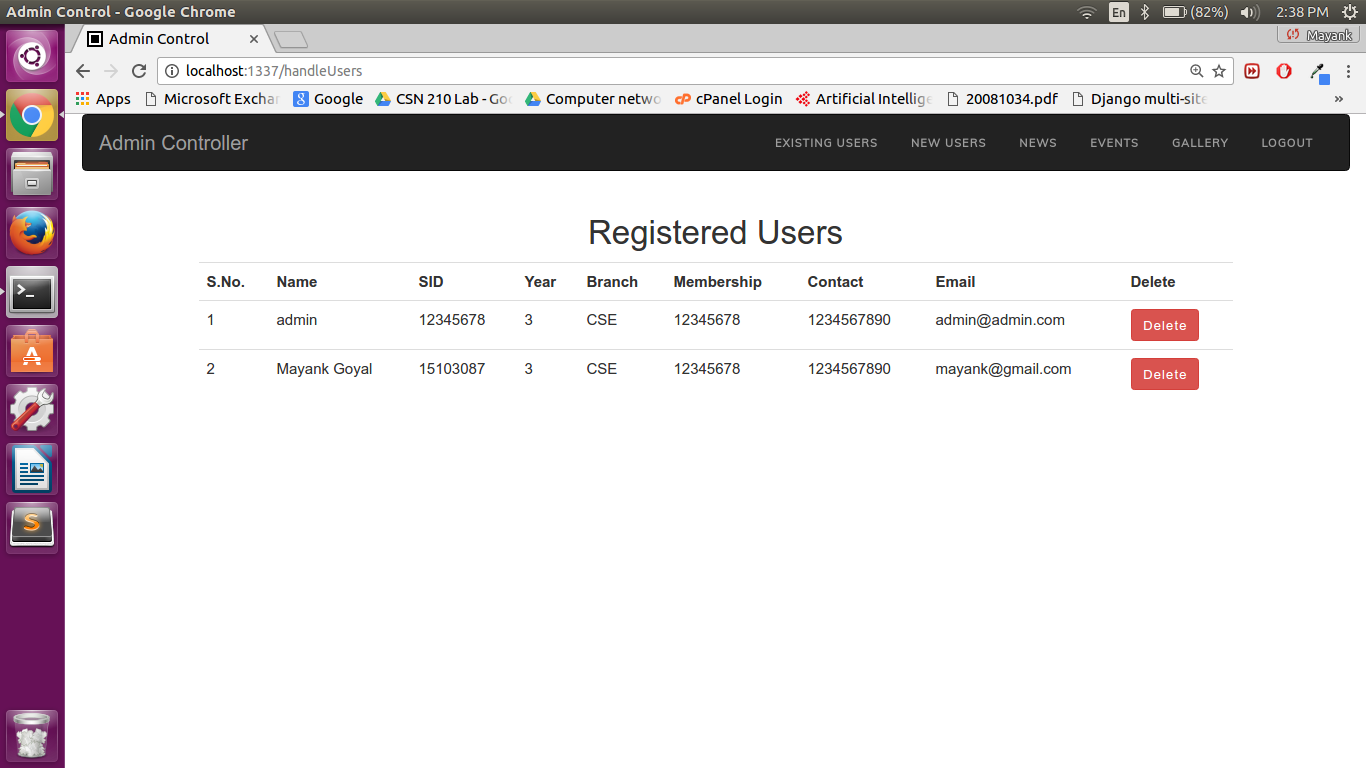 Admin Control - Google Chrome En (82%) 2:38 PM
Admin Control Mayank
localhost:1337/handleUsers
Apps Microsoft Exchan Google CSN 210 Lab - Goo Computer netwo cPanel Login Artificial Intellige 20081034.pdf Django multi-site »
Admin Controller EXISTING USERS NEW USERS NEWS EVENTS GALLERY LOGOUT
Registered Users
S.No. Name SID Year Branch Membership Contact Email Delete
1 admin 12345678 3 CSE 12345678 1234567890 admin@admin.com Delete
2 Mayank Goyal 15103087 3 CSE 12345678 1234567890 mayank@gmail.com Delete